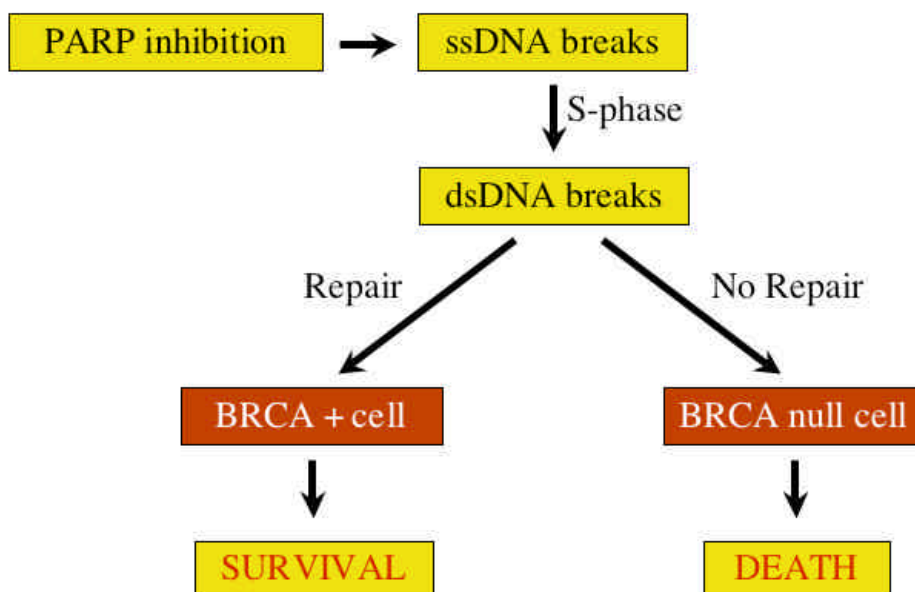 PARP inhibition
ssDNA breaks
S-phase
dsDNA breaks
Repair
No Repair
BRCA + cell
BRCA null cell
SURVIVAL
DEATH